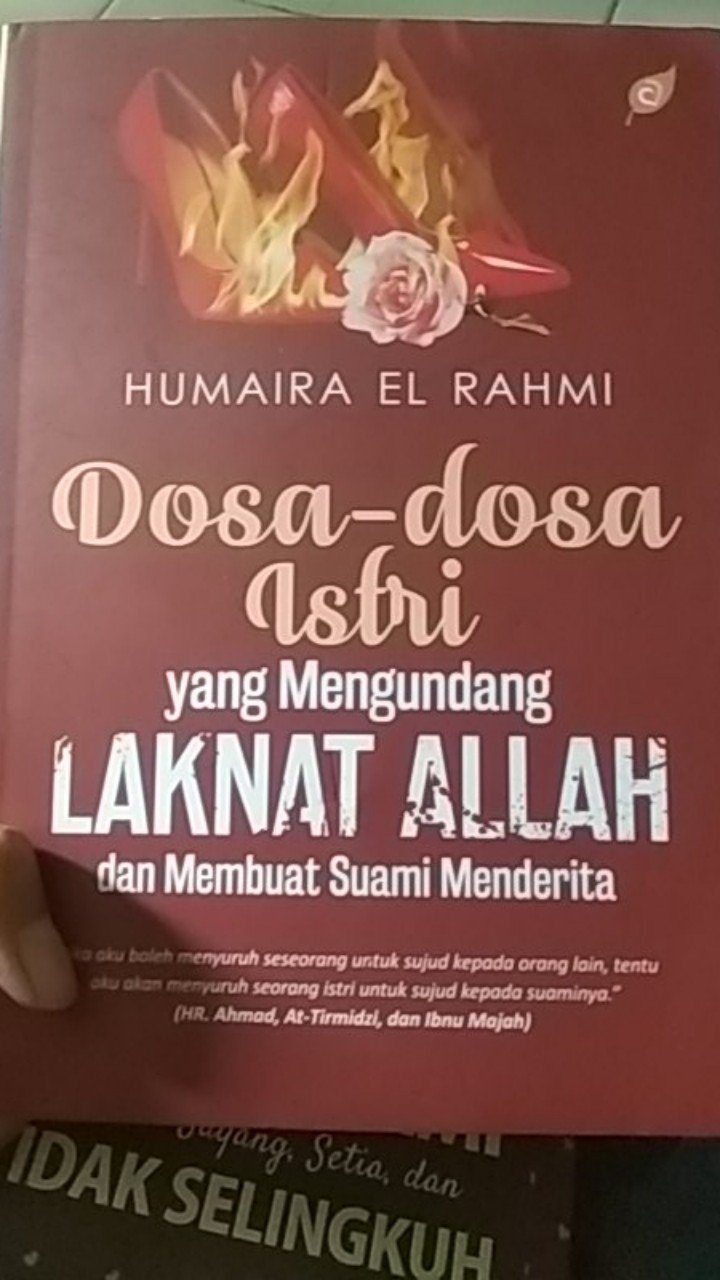 HUMAIRA EL RAHMI
Dosa-dosa
Istri
yang Mengundang
LAKNAT ALLAH
dan Membuat Suami Menderita
aku boleh menyuruh seseorang untuk sujud kepada orang lain, tentu
aku akan menyuruh seorang istri untuk sujud kepada suaminya."
(HR. Ahmad, At-Tirmidzi, dan Ibnu Majah)
Sayang, Setia, dan
IDAK SELINGKUH